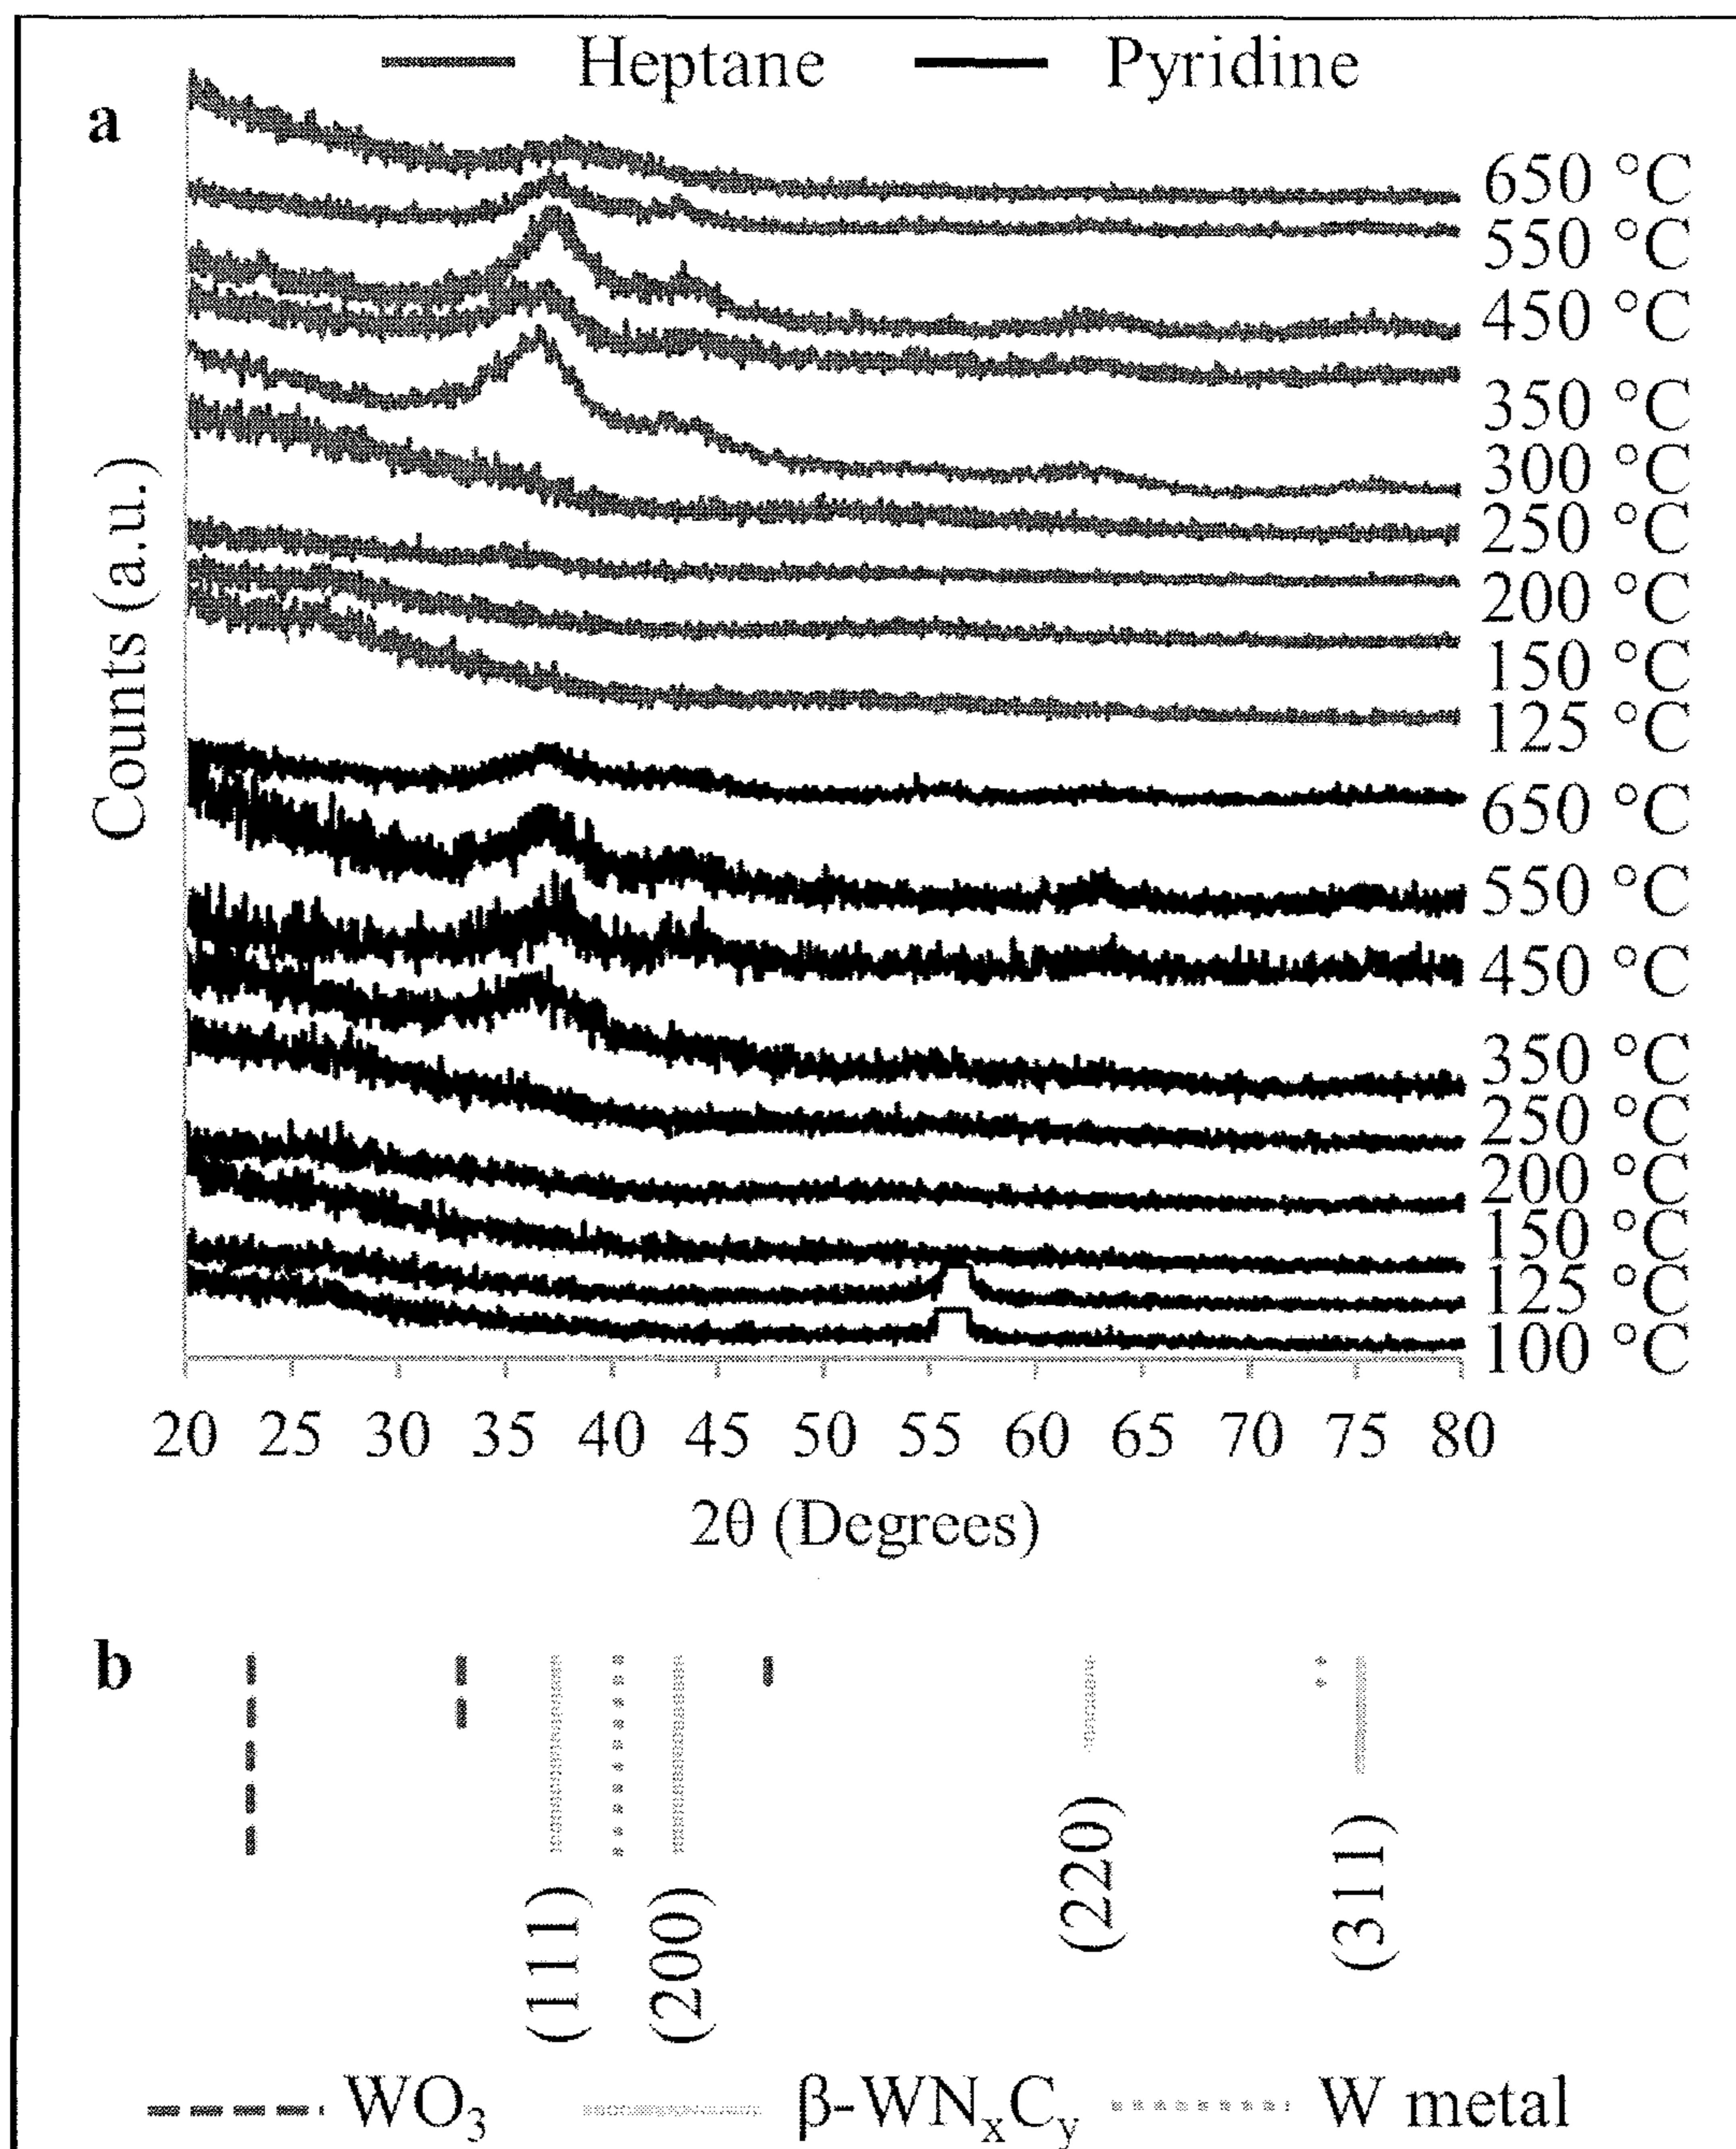 Heptane Pyridine
a
650 °C
550 °C
450 °C
350 °C
300 °C
250 °C
200 °C
150 °C
125 °C
650 °C
550 °C
450 °C
350 °C
250 °C
200 °C
150 °C
125 °C
100 °C
Counts (a.u.)
20 25 30 35 40 45 50 55 60 65 70 75 80
2θ (Degrees)
b
(111) (200) (220) (311)
WO₃ β-WNₓCᵧ W metal